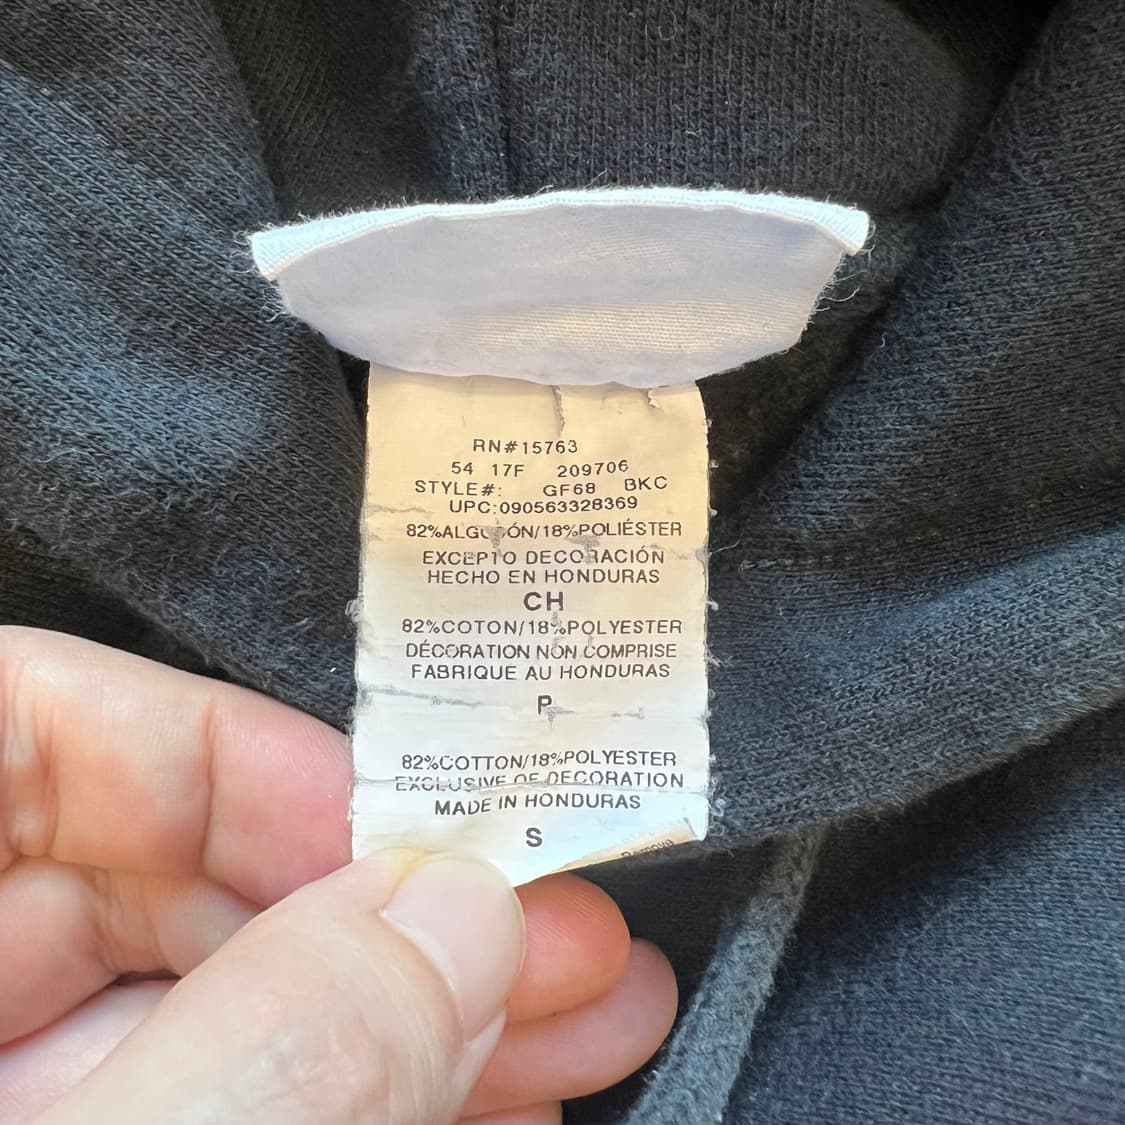 RN#15763
54 17F 209706
STYLE#: GF68 BKC
UPC:090563328369
82%ALGODÓN/18%POLIÉSTER
EXCEPTO DECORACIÓN
HECHO EN HONDURAS
CH
82%COTON/18%POLYESTER
DÉCORATION NON COMPRISE
FABRIQUE AU HONDURAS
P
82%COTTON/18%POLYESTER
EXCLUSIVE OF DECORATION
MADE IN HONDURAS
S
Remove